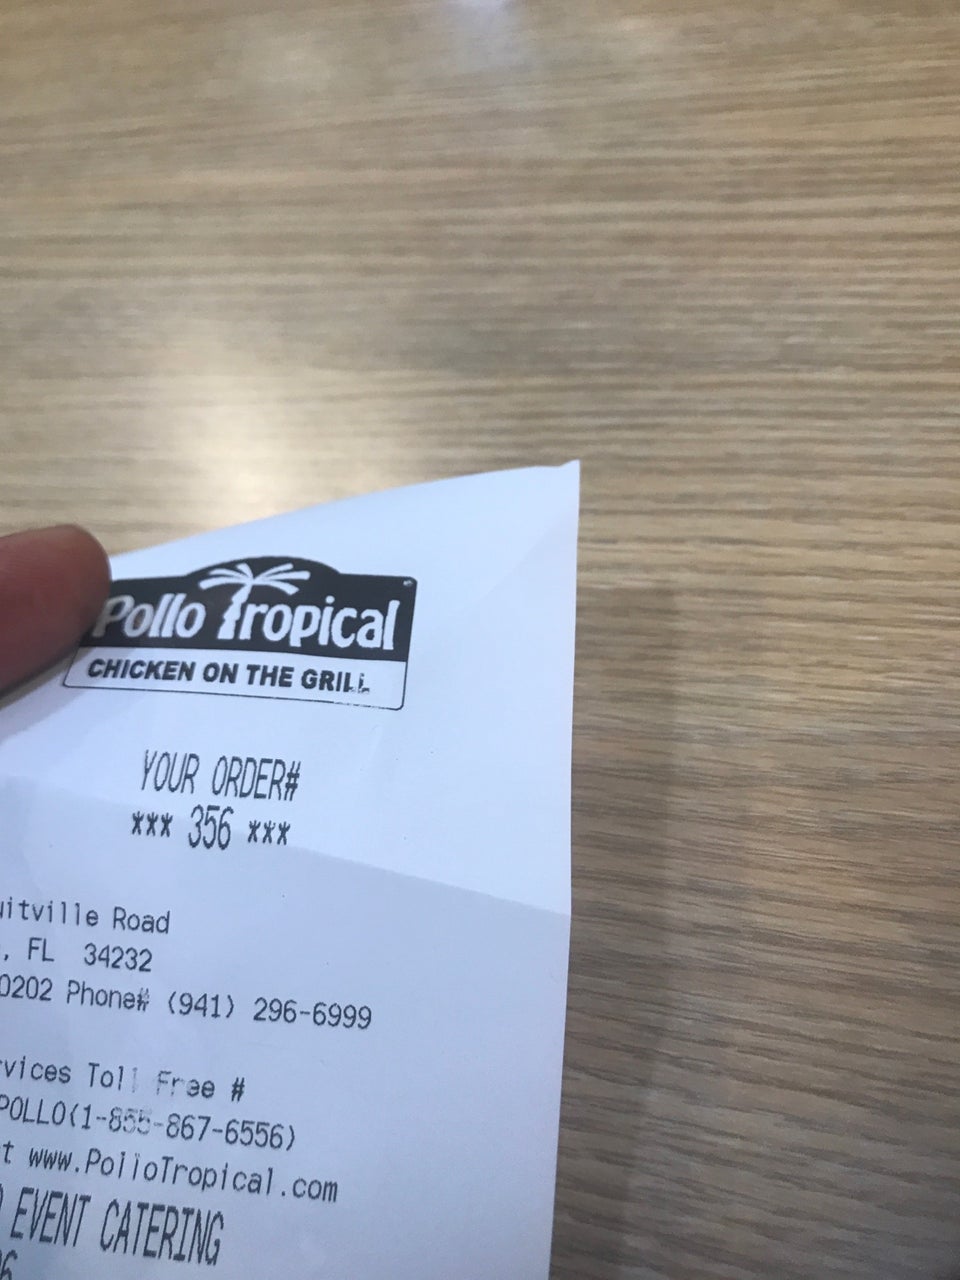 Pollo Tropical
CHICKEN ON THE GRILL
YOUR ORDER#
*** 356 ***
uitville Road
, FL 34232
0202 Phone# (941) 296-6999
rvices Toll Free #
POLLO(1-855-867-6556)
t www.PolloTropical.com
EVENT CATERING